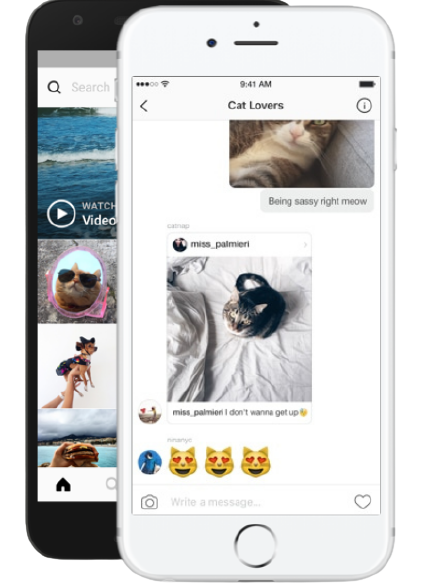 Search
WATCH
Video
9:41 AM
Cat Lovers
Being sassy right meow
catnap
miss_palmieri
miss_palmieri I don't wanna get up
ninanyc
Write a message...